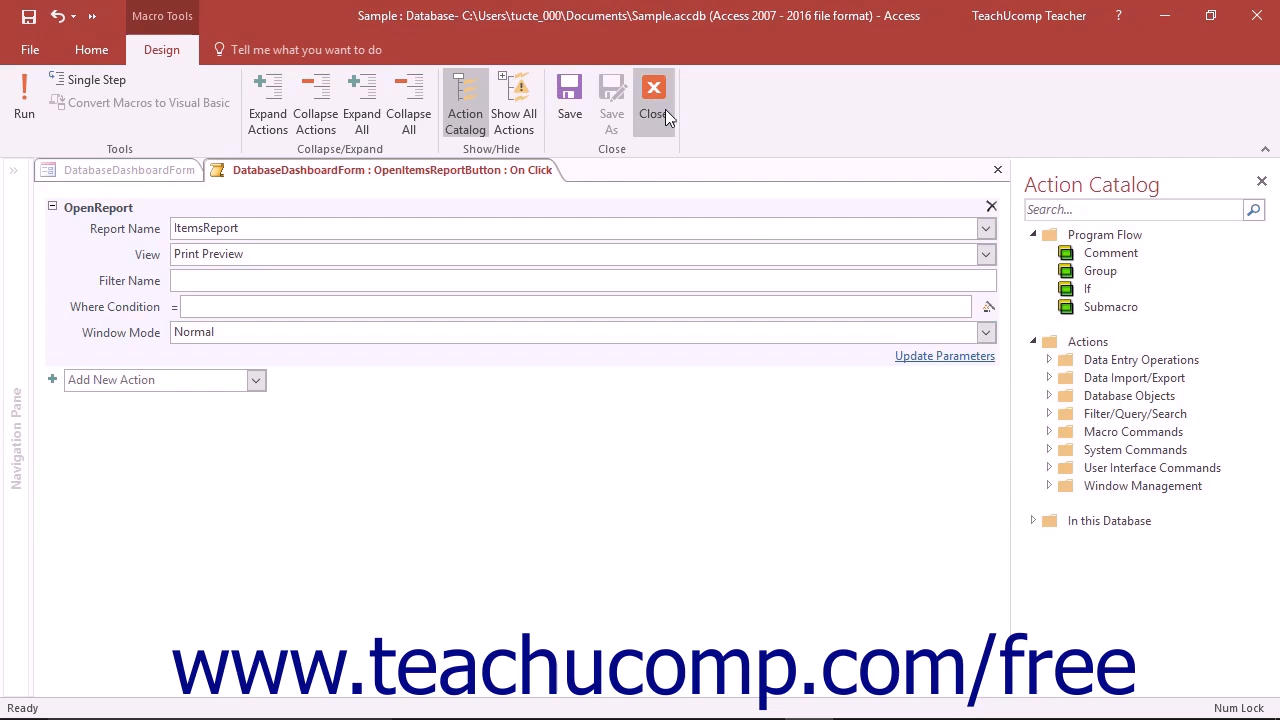 Macro Tools
Sample : Database- C:\Users\tucte_000\Documents\Sample.accdb (Access 2007 - 2016 file format) - Access
TeachUcomp Teacher
?
File
Home
Design
Tell me what you want to do
Run
Single Step
Convert Macros to Visual Basic
Tools
Expand Actions
Collapse Actions
Expand All
Collapse All
Collapse/Expand
Action Catalog
Show All Actions
Show/Hide
Save
Save As
Close
Close
DatabaseDashboardForm
DatabaseDashboardForm : OpenItemsReportButton : On Click
Navigation Pane
OpenReport
Report Name ItemsReport
View Print Preview
Filter Name
Where Condition =
Window Mode Normal
Update Parameters
Add New Action
Action Catalog
Search...
Program Flow
Comment
Group
If
Submacro
Actions
Data Entry Operations
Data Import/Export
Database Objects
Filter/Query/Search
Macro Commands
System Commands
User Interface Commands
Window Management
In this Database
www.teachucomp.com/free
Ready
Num Lock